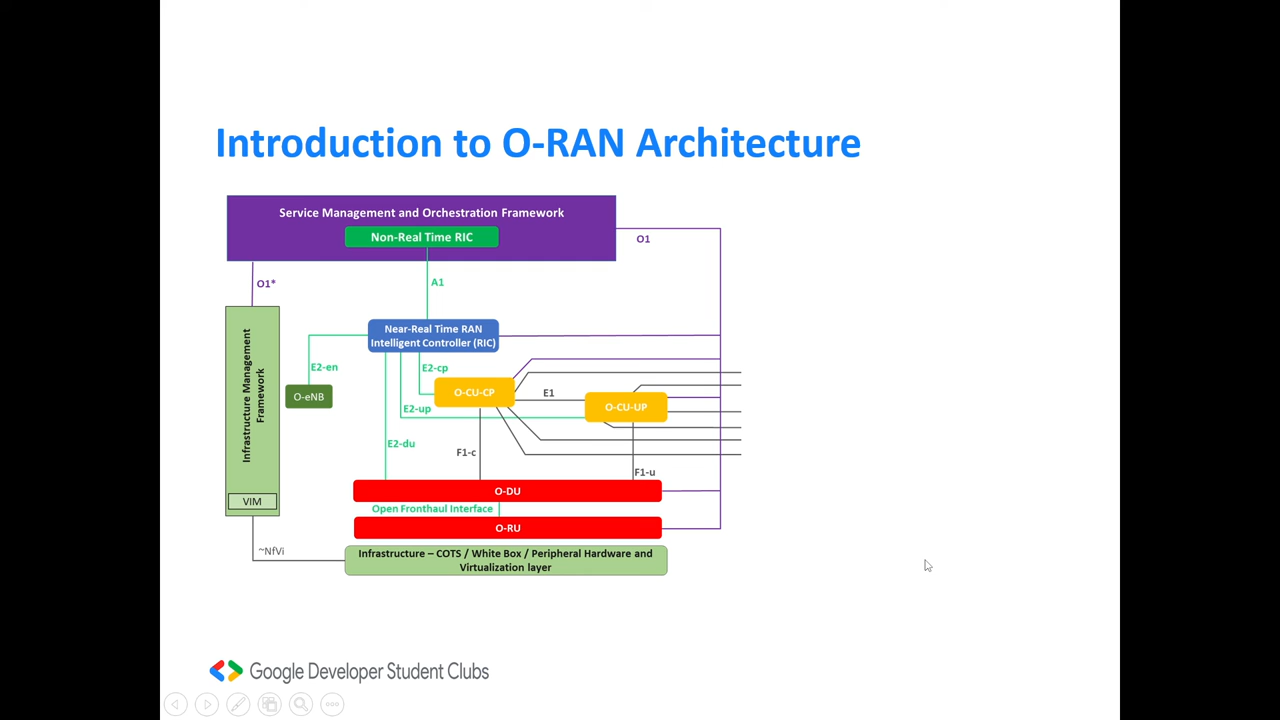 Introduction to O-RAN Architecture
Service Management and Orchestration Framework
Non-Real Time RIC
O1
O1*
A1
Near-Real Time RAN
Intelligent Controller (RIC)
Infrastructure Management
Framework
E2-en
E2-cp
O-eNB
O-CU-CP
E1
O-CU-UP
E2-up
E2-du
F1-c
F1-u
VIM
O-DU
Open Fronthaul Interface
O-RU
~NfVi
Infrastructure – COTS / White Box / Peripheral Hardware and
Virtualization layer
Google Developer Student Clubs